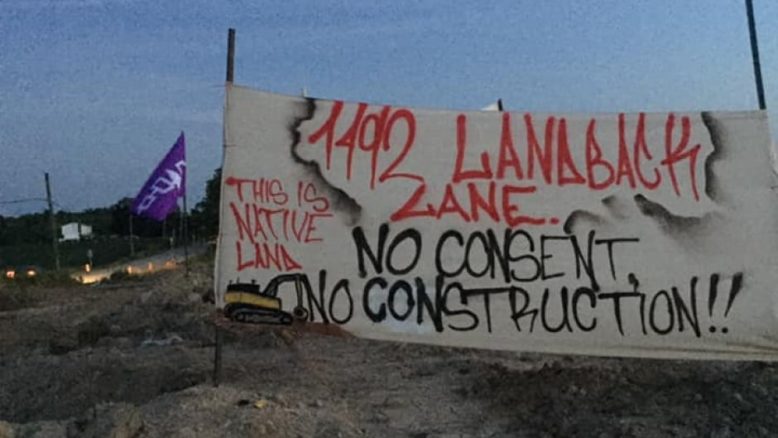 1492 LANDBACK
LANE.
THIS IS
NATIVE
LAND
NO CONSENT,
NO CONSTRUCTION!!